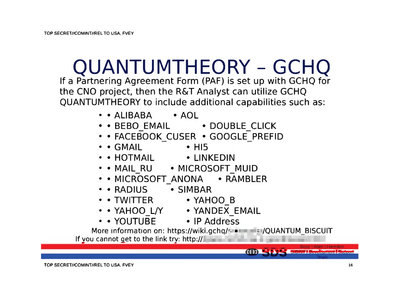 TOP SECRET//COMINT//REL TO USA, FVEY
QUANTUMTHEORY – GCHQ
If a Partnering Agreement Form (PAF) is set up with GCHQ for
the CNO project, then the R&T Analyst can utilize GCHQ
QUANTUMTHEORY to include additional capabilities such as:
• • ALIBABA • AOL
• • BEBO_EMAIL • DOUBLE_CLICK
• • FACEBOOK_CUSER • GOOGLE_PREFID
• • GMAIL • HI5
• • HOTMAIL • LINKEDIN
• • MAIL_RU • MICROSOFT_MUID
• • MICROSOFT_ANONA • RAMBLER
• • RADIUS • SIMBAR
• • TWITTER • YAHOO_B
• • YAHOO_L/Y • YANDEX_EMAIL
• • YOUTUBE • IP Address
More information on: https://wiki.gchq/ /QUANTUM_BISCUIT
If you cannot get to the link try: http://
SDS
TOP SECRET//COMINT//REL TO USA, FVEY
16